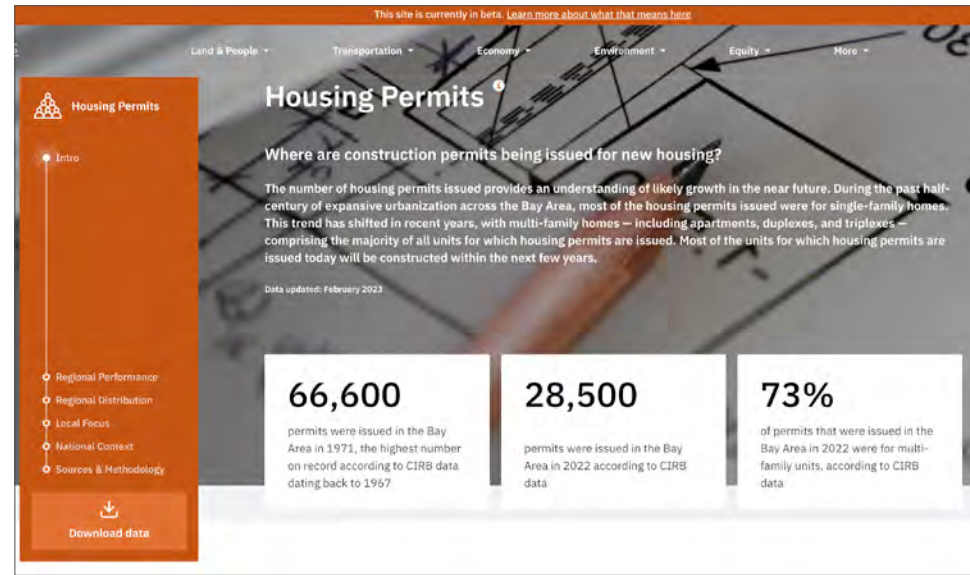 This site is currently in beta. Learn more about what that means here
Land & People
Transportation
Economy
Environment
Equity
More
Housing Permits
Intro
Regional Performance
Regional Distribution
Local Focus
National Context
Sources & Methodology
Download data
Housing Permits
Where are construction permits being issued for new housing?
The number of housing permits issued provides an understanding of likely growth in the near future. During the past half-
century of expansive urbanization across the Bay Area, most of the housing permits issued were for single-family homes.
This trend has shifted in recent years, with multi-family homes — including apartments, duplexes, and triplexes —
comprising the majority of all units for which housing permits are issued. Most of the units for which housing permits are
issued today will be constructed within the next few years.
Data updated: February 2023
66,600
permits were issued in the Bay
Area in 1971, the highest number
on record according to CIRB data
dating back to 1967
28,500
permits were issued in the Bay
Area in 2022 according to CIRB
data
73%
of permits that were issued in the
Bay Area in 2022 were for multi-
family units, according to CIRB
data